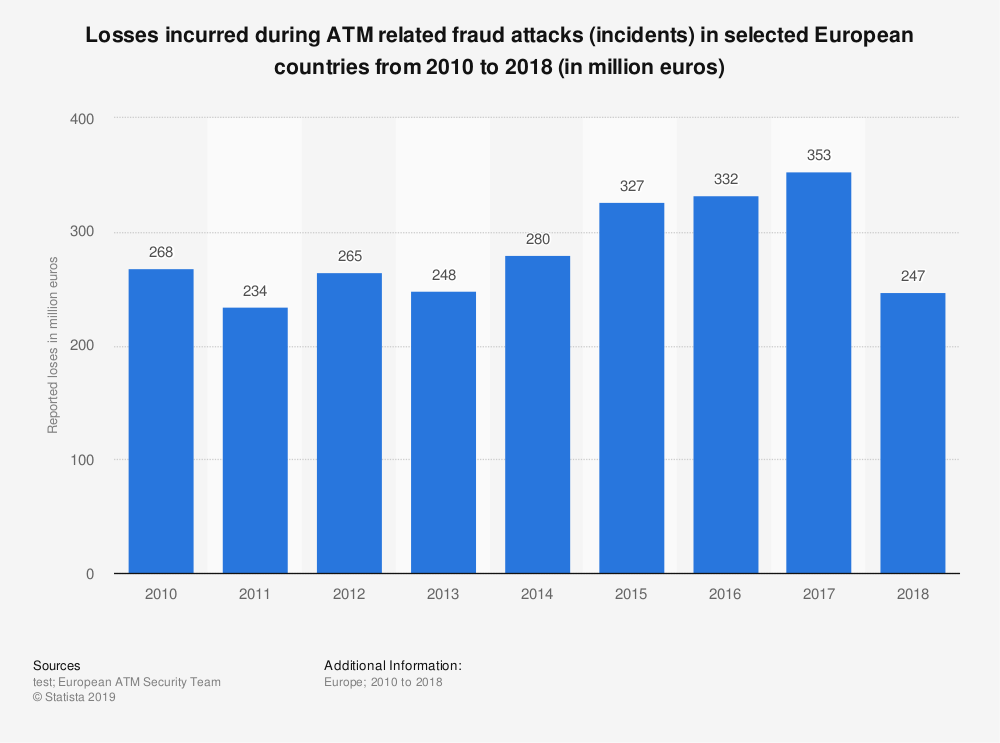 Losses incurred during ATM related fraud attacks (incidents) in selected European
countries from 2010 to 2018 (in million euros)
400
300
200
100
0
Reported loses in million euros
268
234
265
248
280
327
332
353
247
2010
2011
2012
2013
2014
2015
2016
2017
2018
Sources
test; European ATM Security Team
© Statista 2019
Additional Information:
Europe; 2010 to 2018